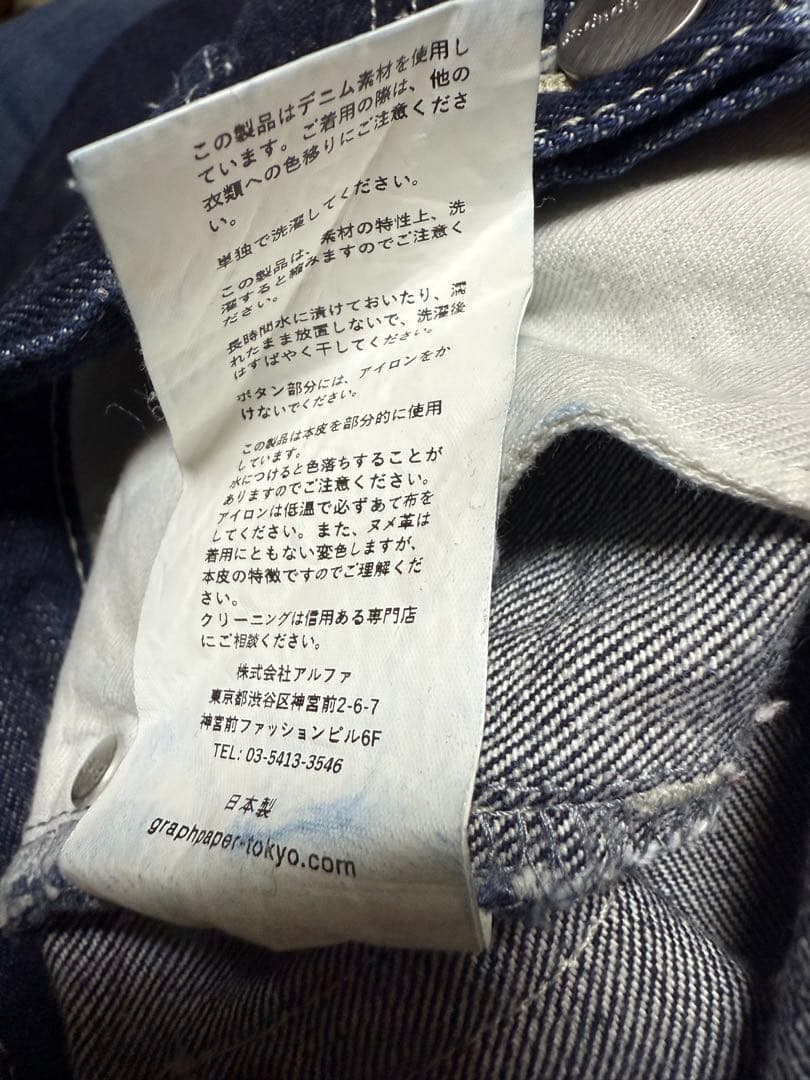 この製品はデニム素材を使用し
ています。ご着用の際は、他の
衣類への色移りにご注意くださ
い。
単独で洗濯してください。
この製品は、素材の特性上、洗
濯すると縮みますのでご注意く
ださい。
長時間水に漬けておいたり、濡
れたまま放置しないで、洗濯後
はすばやく干してください。
ボタン部分には、アイロンをか
けないでください。
この製品は本皮を部分的に使用
しています。
水につけると色落ちすることが
ありますのでご注意ください。
アイロンは低温で必ずあて布を
してください。また、ヌメ革は
着用にともない変色しますが、
本皮の特徴ですのでご理解くだ
さい。
クリーニングは信用ある専門店
にご相談ください。
株式会社アルファ
東京都渋谷区神宮前2-6-7
神宮前ファッションビル6F
TEL: 03-5413-3546
日本製
graphpaper-tokyo.com